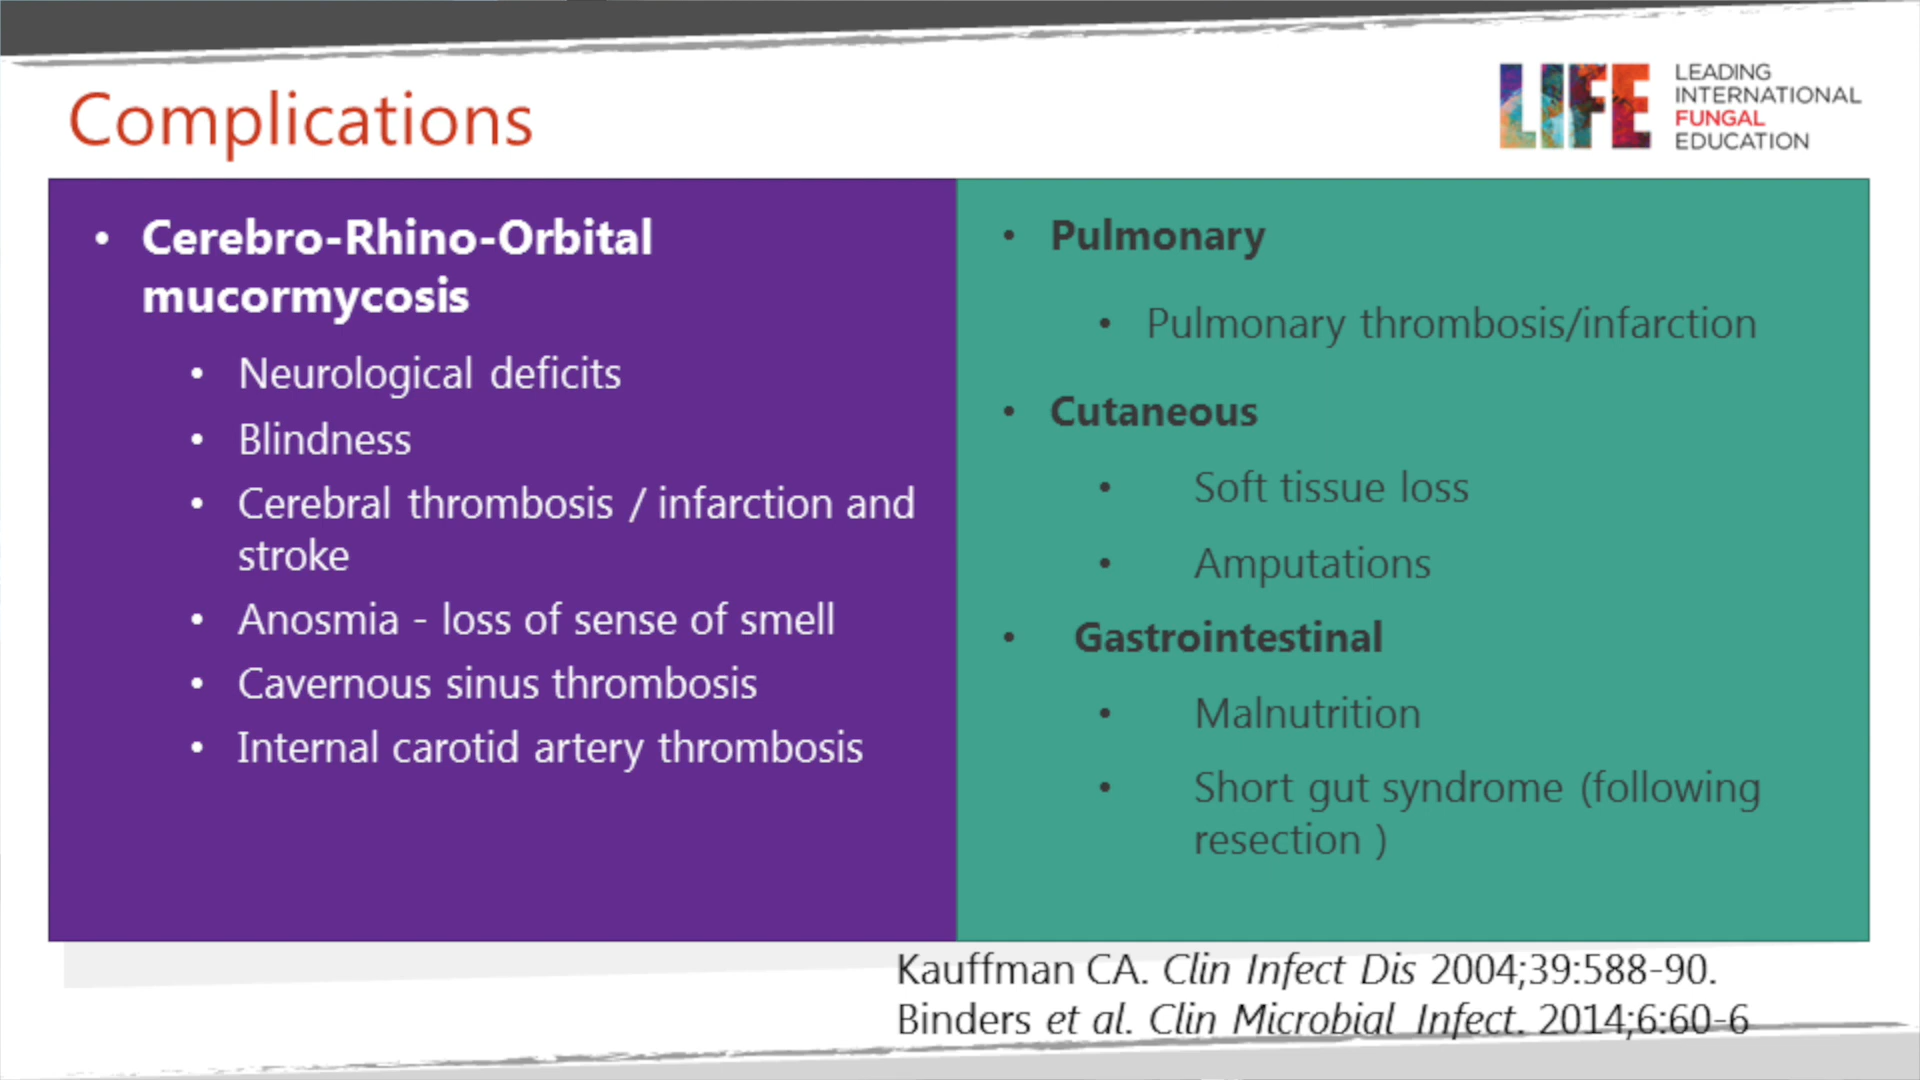 Complications
LIFE
LEADING
INTERNATIONAL
FUNGAL
EDUCATION
• Cerebro-Rhino-Orbital
mucormycosis
• Neurological deficits
• Blindness
• Cerebral thrombosis / infarction and
stroke
• Anosmia - loss of sense of smell
• Cavernous sinus thrombosis
• Internal carotid artery thrombosis
• Pulmonary
• Pulmonary thrombosis/infarction
• Cutaneous
• Soft tissue loss
• Amputations
• Gastrointestinal
• Malnutrition
• Short gut syndrome (following
resection )
Kauffman CA. Clin Infect Dis 2004;39:588-90.
Binders et al. Clin Microbial Infect. 2014;6:60-6